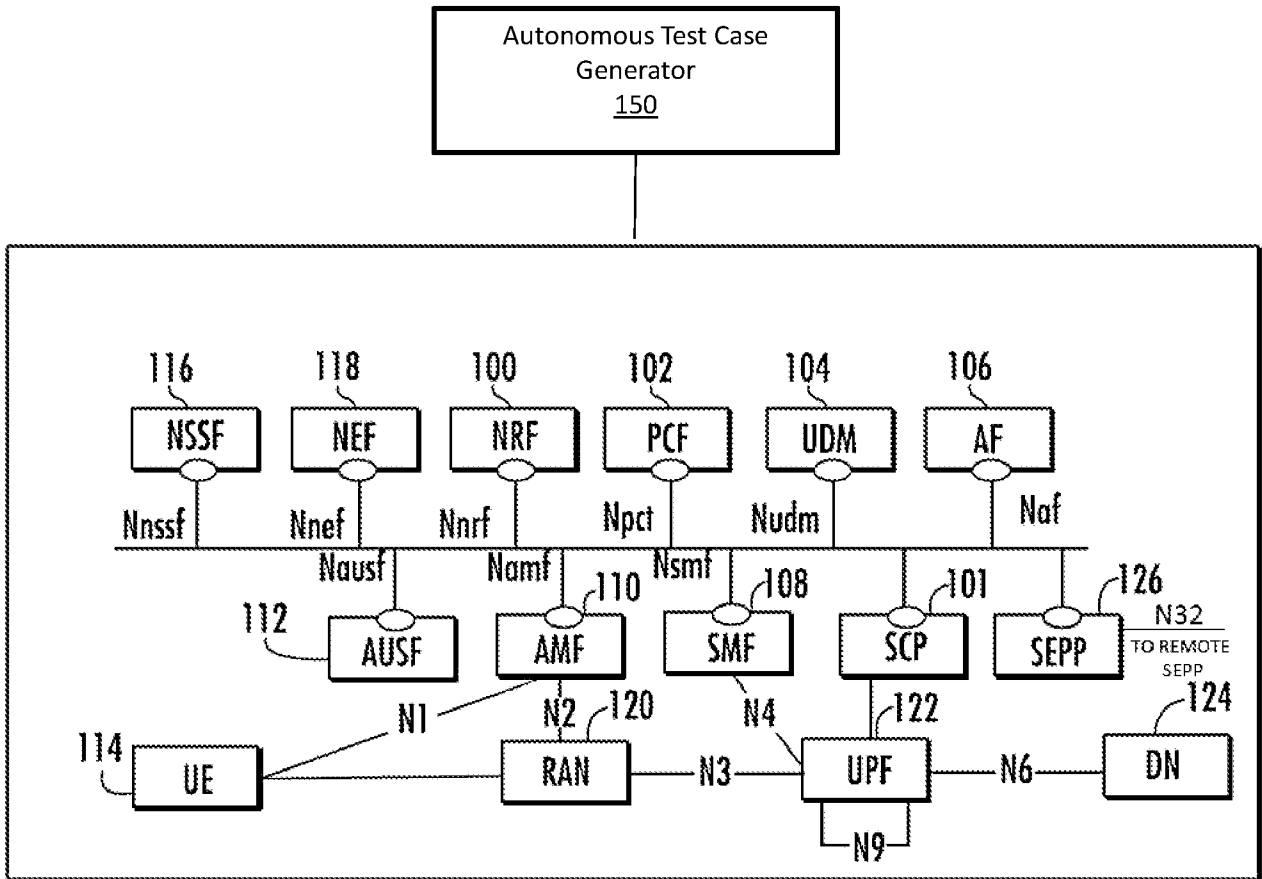 Autonomous Test Case
Generator
150
116 118 100 102 104 106
NSSF NEF NRF PCF UDM AF
Nnssf Nnef Nnrf Npct Nudm Naf
Nausf Namf Nsmf
112 110 108 101 126
AUSF AMF SMF SCP SEPP
N32
TO REMOTE
SEPP
N1 N2 120 N4 122 124
114 UE RAN N3 UPF N6 DN
N9